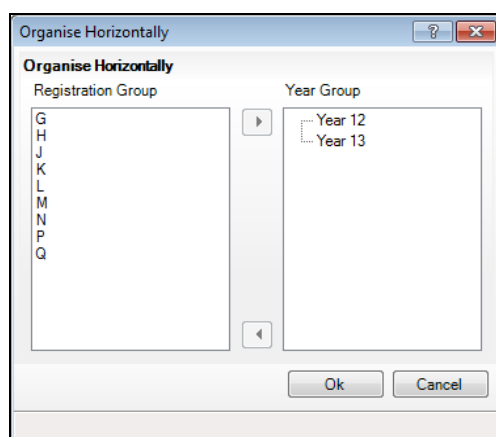 Organise Horizontally
Organise Horizontally
Registration Group
G
H
J
K
L
M
N
P
Q
Year Group
Year 12
Year 13
Ok
Cancel